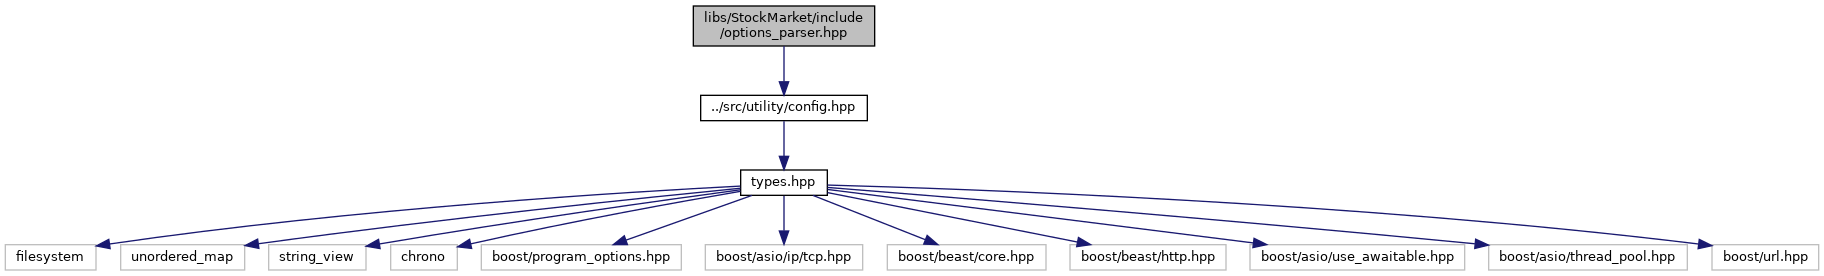 libs/StockMarket/include
/options_parser.hpp
../src/utility/config.hpp
types.hpp
filesystem
unordered_map
string_view
chrono
boost/program_options.hpp
boost/asio/ip/tcp.hpp
boost/beast/core.hpp
boost/beast/http.hpp
boost/asio/use_awaitable.hpp
boost/asio/thread_pool.hpp
boost/url.hpp